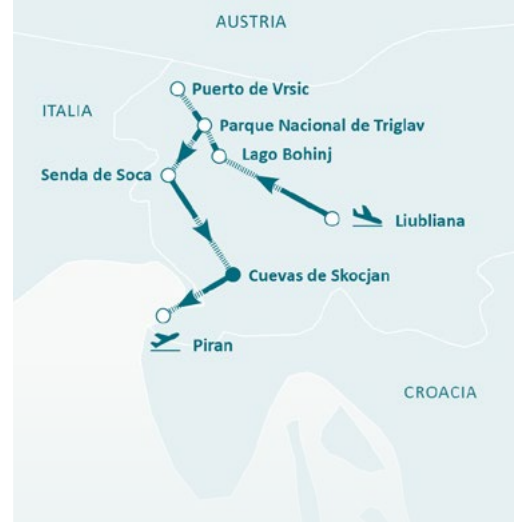 AUSTRIA
Puerto de Vrsic
ITALIA
Parque Nacional de Triglav
Lago Bohinj
Senda de Soca
Liubliana
Cuevas de Skocjan
Piran
CROACIA